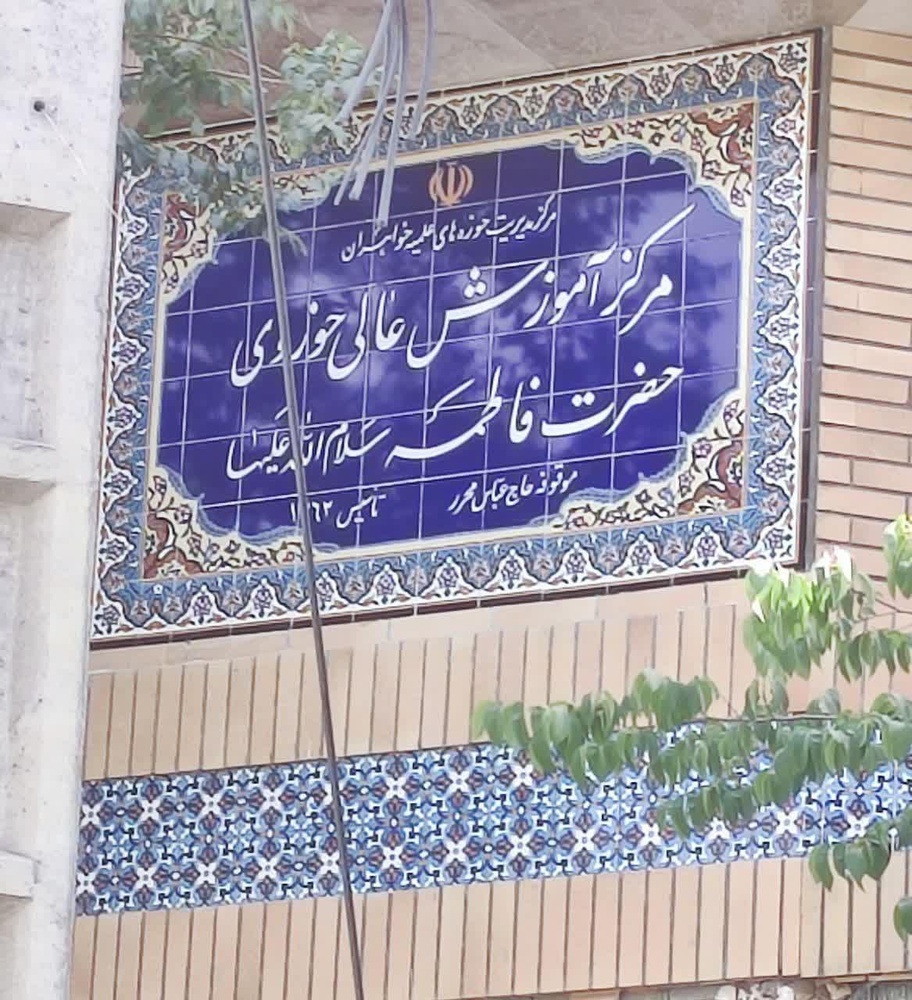 مرکز مدیریت حوزه های علمیه خواهران
مرکز آموزش عالی حوزوی
حضرت فاطمه سلام الله علیها
موقوفه حاج عباس محرر
تاسیس ۱۳۶۲